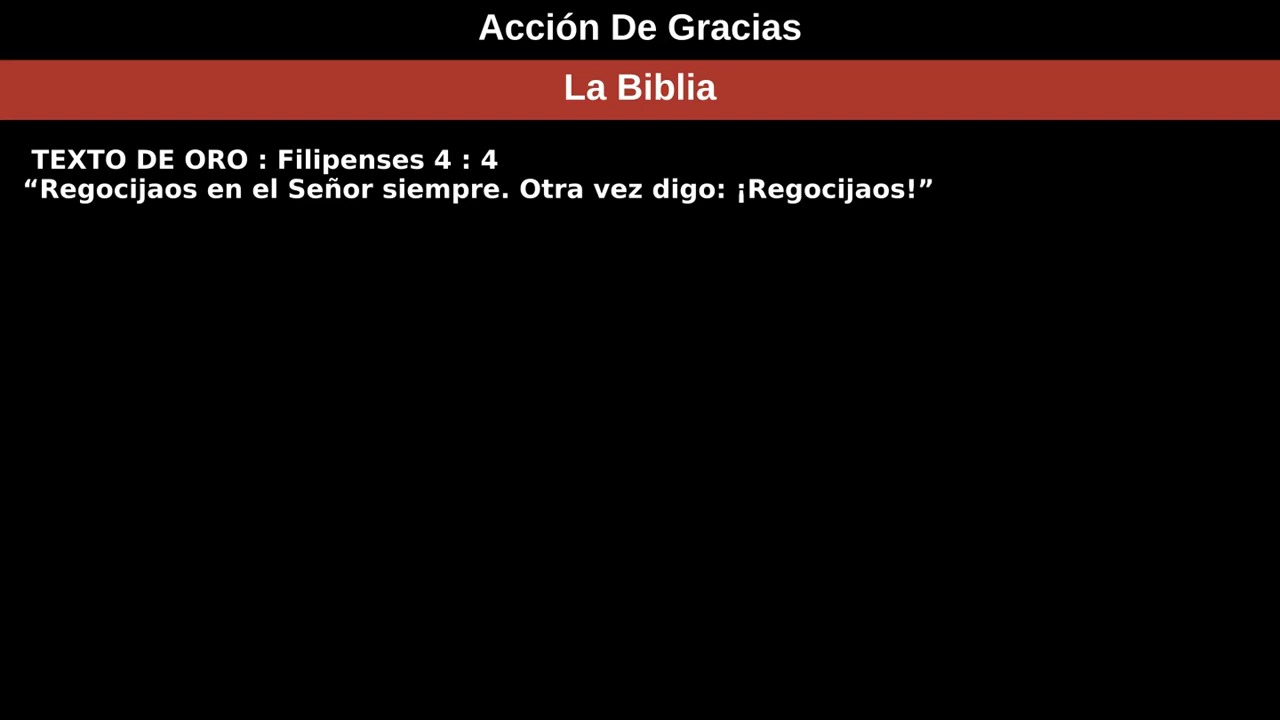 Acción De Gracias
La Biblia
TEXTO DE ORO : Filipenses 4 : 4
“Regocijaos en el Señor siempre. Otra vez digo: ¡Regocijaos!”